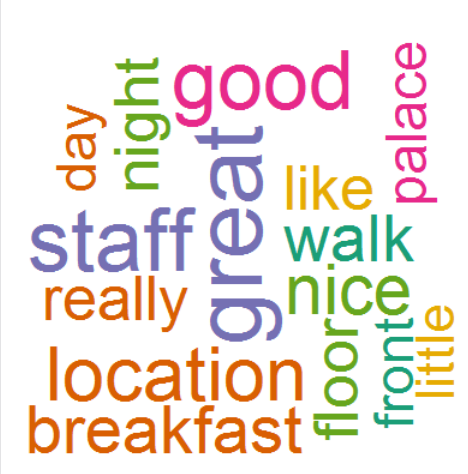 good
palace
night
day
great
like
staff
walk
really
nice
location
floor
front
little
breakfast